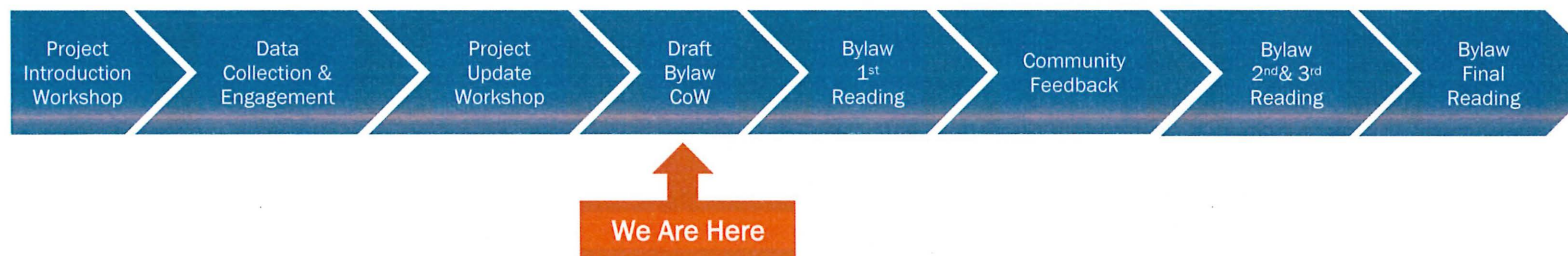 Project
Introduction
Workshop
Data
Collection &
Engagement
Project
Update
Workshop
Draft
Bylaw
CoW
Bylaw
1st
Reading
Community
Feedback
Bylaw
2nd& 3rd
Reading
Bylaw
Final
Reading
We Are Here